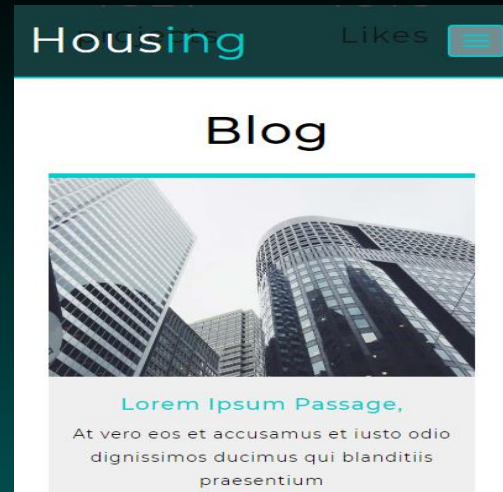 Housing
Likes
Blog
Lorem Ipsum Passage,
At vero eos et accusamus et iusto odio
dignissimos ducimus qui blanditiis
praesentium